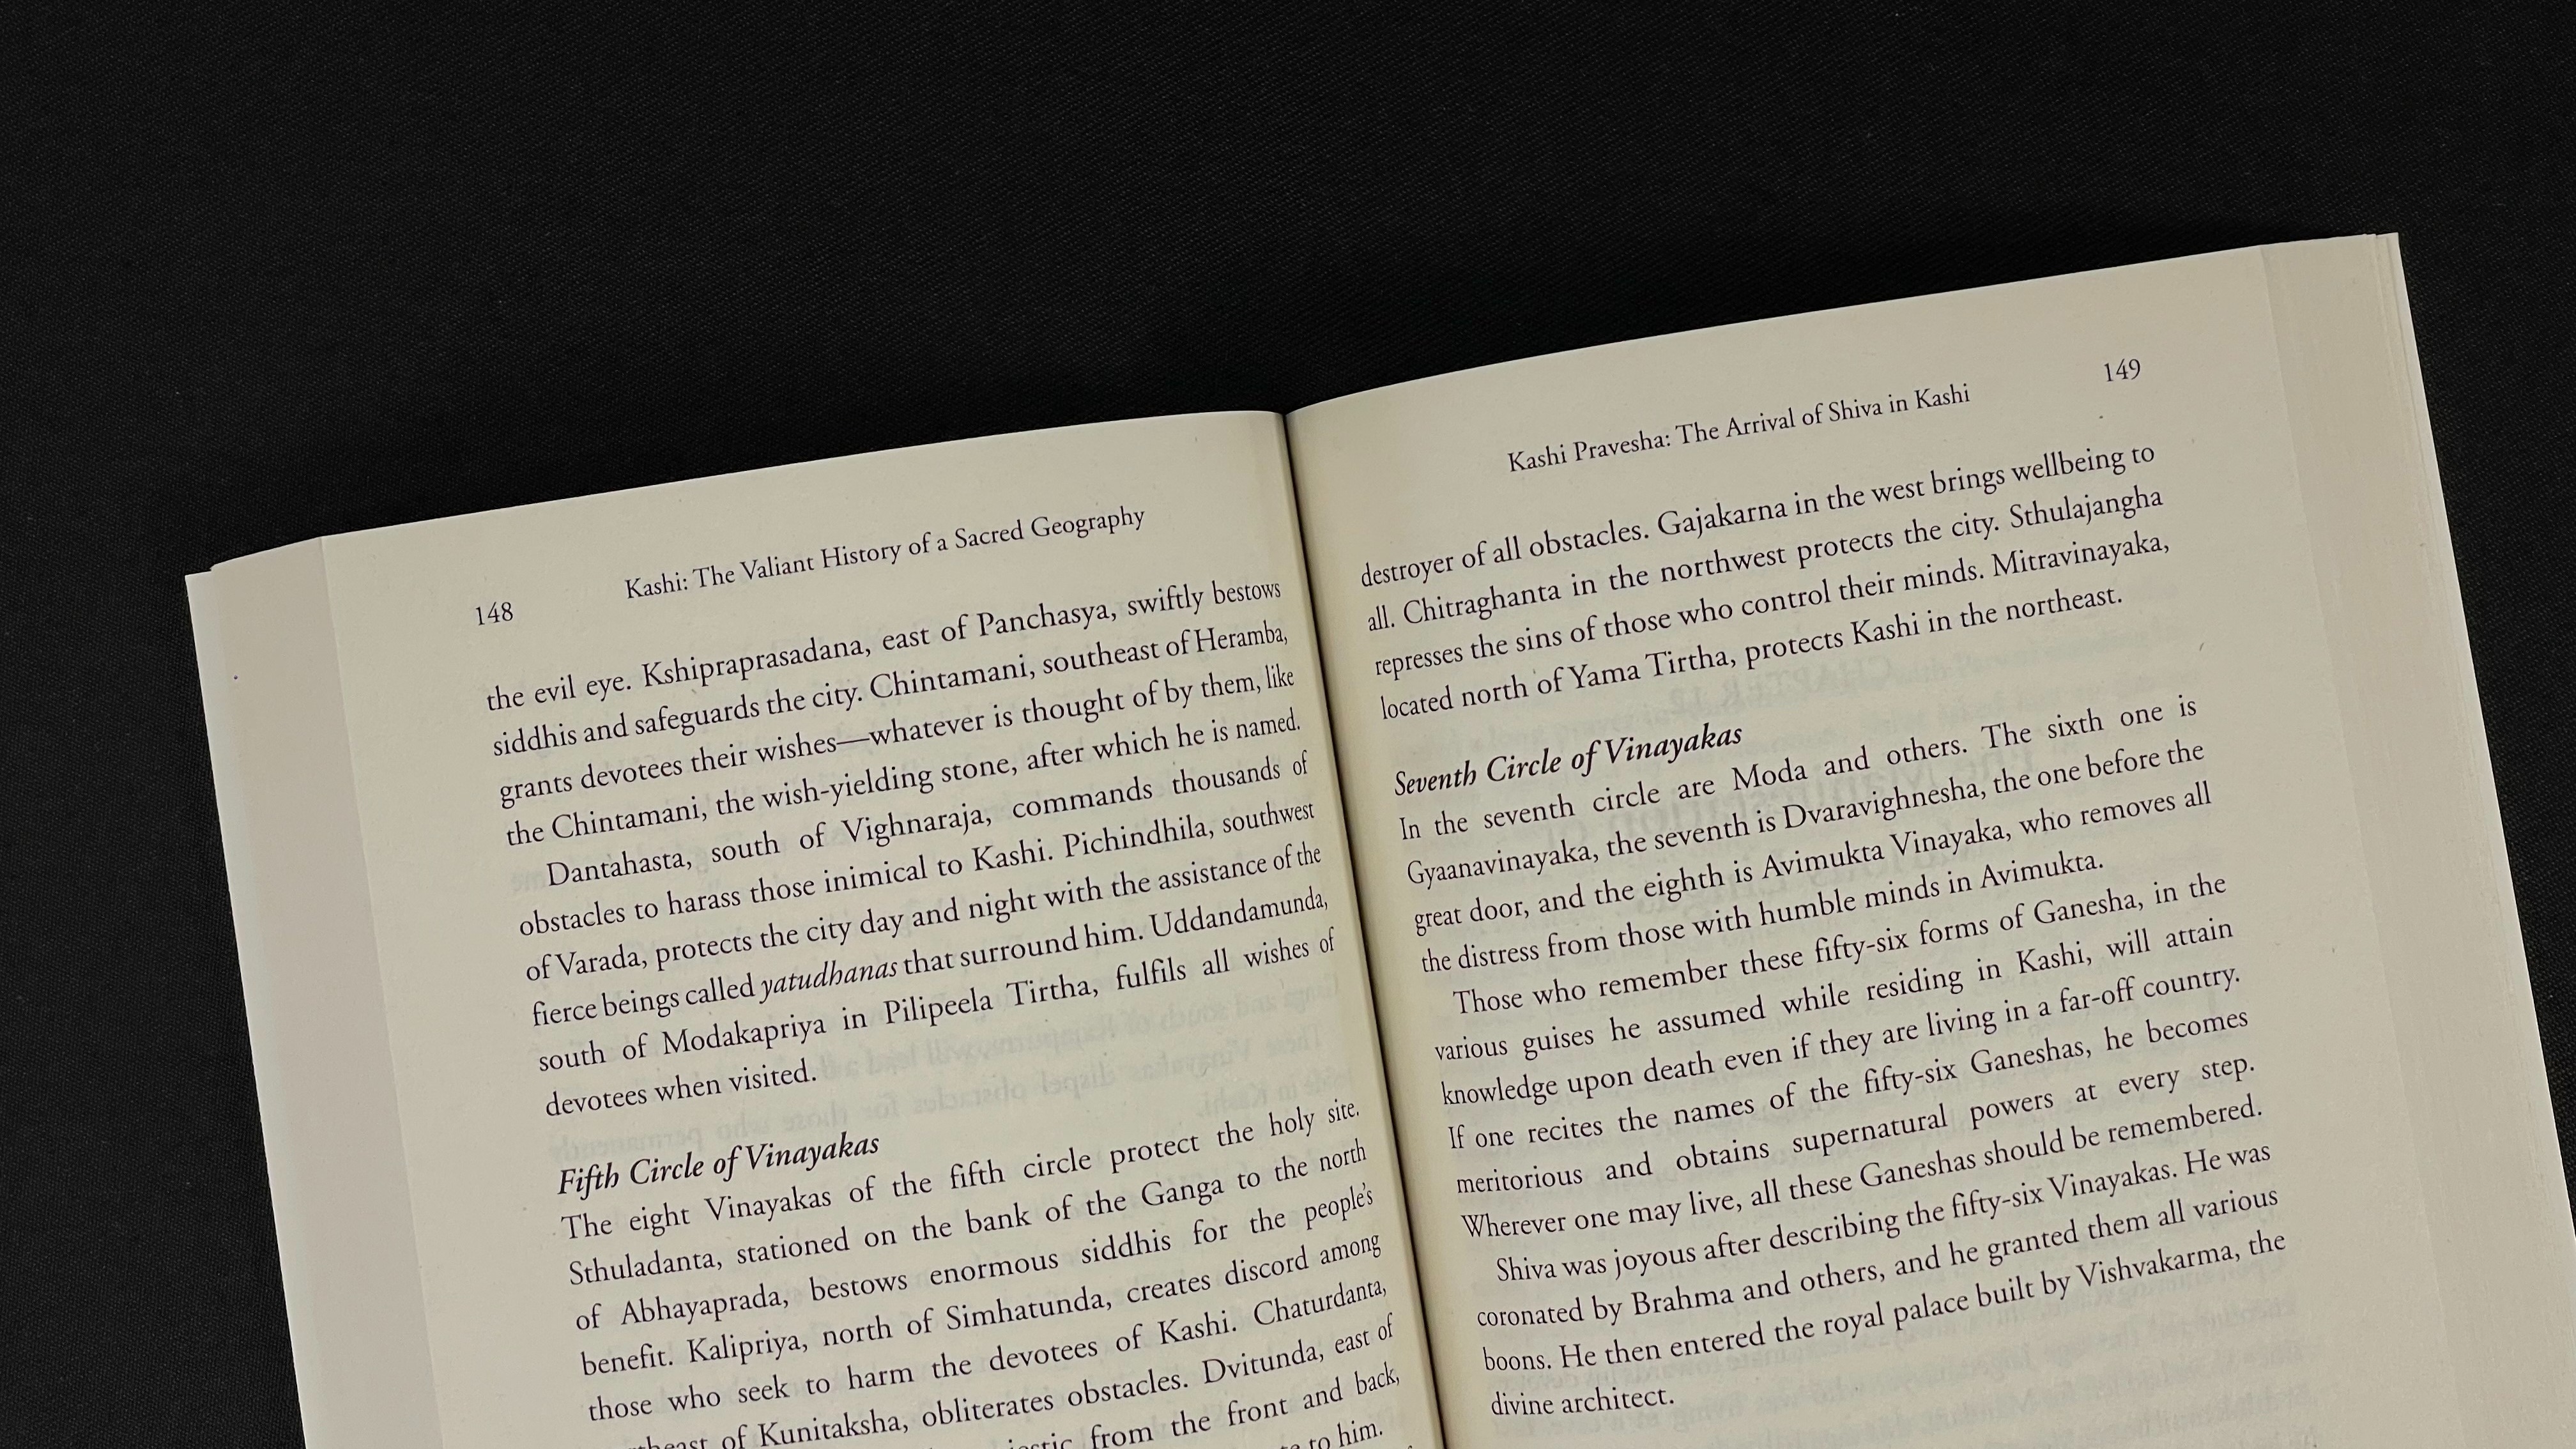 148
Kashi: The Valiant History of a Sacred Geography
the evil eye. Kshipraprasadana, east of Panchasya, swiftly bestows
siddhis and safeguards the city. Chintamani, southeast of Heramba,
grants devotees their wishes—whatever is thought of by them, like
the Chintamani, the wish-yielding stone, after which he is named.
Dantahasta, south of Vighnaraja, commands thousands of
obstacles to harass those inimical to Kashi. Pichindhila, southwest
of Varada, protects the city day and night with the assistance of the
fierce beings called yatudhanas that surround him. Uddandamunda,
south of Modakapriya in Pilipeela Tirtha, fulfils all wishes of
devotees when visited.
Fifth Circle of Vinayakas
The eight Vinayakas of the fifth circle protect the holy site.
Sthuladanta, stationed on the bank of the Ganga to the north
of Abhayaprada, bestows enormous siddhis for the people's
benefit. Kalipriya, north of Simhatunda, creates discord among
those who seek to harm the devotees of Kashi. Chaturdanta,
of Kunitaksha, obliterates obstacles. Dvitunda, east of
from the front and back,
to him.
Kashi Pravesha: The Arrival of Shiva in Kashi
149
destroyer of all obstacles. Gajakarna in the west brings wellbeing to
all. Chitraghanta in the northwest protects the city. Sthulajangha
represses the sins of those who control their minds. Mitravinayaka,
located north of Yama Tirtha, protects Kashi in the northeast.
Seventh Circle of Vinayakas
In the seventh circle are Moda and others. The sixth one is
Gyaanavinayaka, the seventh is Dvaravighnesha, the one before the
great door, and the eighth is Avimukta Vinayaka, who removes all
the distress from those with humble minds in Avimukta.
Those who remember these fifty-six forms of Ganesha, in the
various guises he assumed while residing in Kashi, will attain
knowledge upon death even if they are living in a far-off country.
If one recites the names of the fifty-six Ganeshas, he becomes
meritorious and obtains supernatural powers at every step.
Wherever one may live, all these Ganeshas should be remembered.
Shiva was joyous after describing the fifty-six Vinayakas. He was
coronated by Brahma and others, and he granted them all various
boons. He then entered the royal palace built by Vishvakarma, the
divine architect.